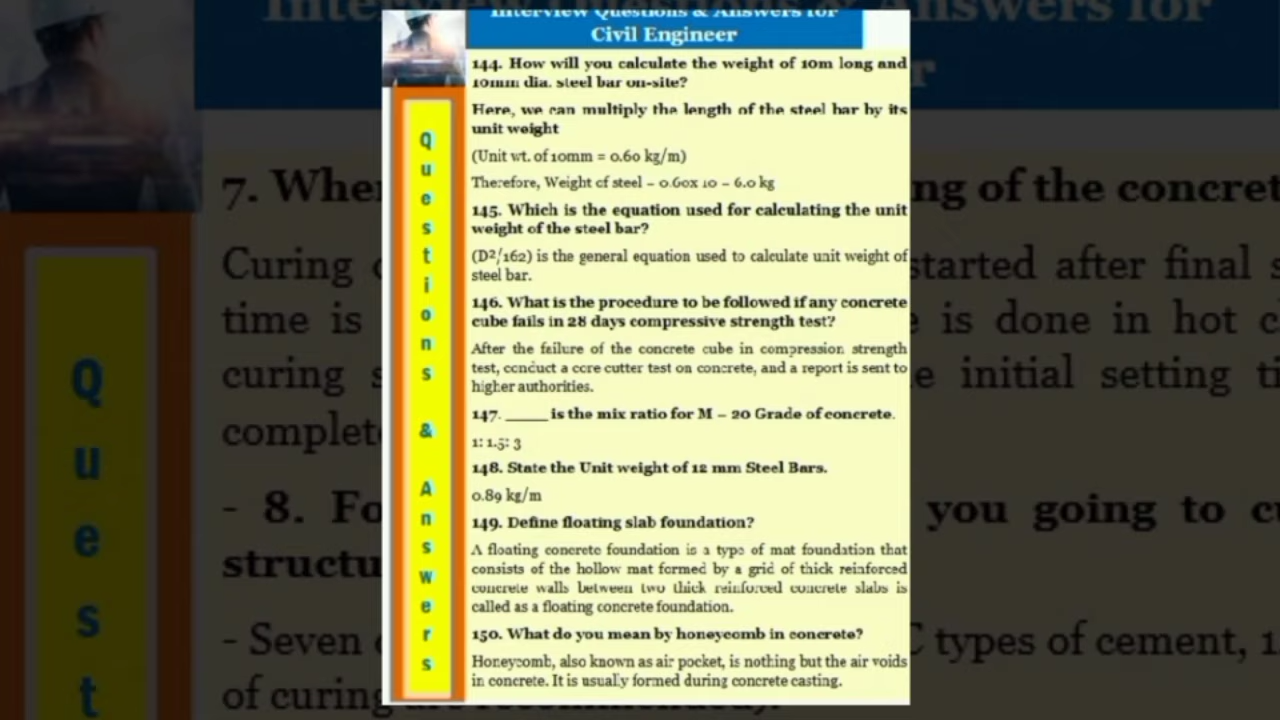 Interview Questions & Answers for
Civil Engineer
144. How will you calculate the weight of 10m long and
10mm dia. steel bar on-site?
Here, we can multiply the length of the steel bar by its
unit weight
(Unit wt. of 10mm = 0.60 kg/m)
Therefore, Weight of steel – 0.60x 10 – 6.0 kg
145. Which is the equation used for calculating the unit
weight of the steel bar?
(D²/162) is the general equation used to calculate unit weight of
steel bar.
146. What is the procedure to be followed if any concrete
cube fails in 28 days compressive strength test?
After the failure of the concrete cube in compression strength
test, conduct a core cutter test on concrete, and a report is sent to
higher authorities.
147. _____ is the mix ratio for M – 20 Grade of concrete.
1: 1.5: 3
148. State the Unit weight of 12 mm Steel Bars.
0.89 kg/m
149. Define floating slab foundation?
A floating concrete foundation is a type of mat foundation that
consists of the hollow mat formed by a grid of thick reinforced
concrete walls between two thick reinforced concrete slabs is
called as a floating concrete foundation.
150. What do you mean by honeycomb in concrete?
Honeycomb, also known as air pocket, is nothing but the air voids
in concrete. It is usually formed during concrete casting.
Questions & Answers
nswers for
r
7. Whe
ng of the concret
Curing
started after final s
time is
e is done in hot c
curing s
e initial setting ti
complet
- 8. Fo
you going to c
structu
- Seven
C types of cement, 1
of curing
Quest